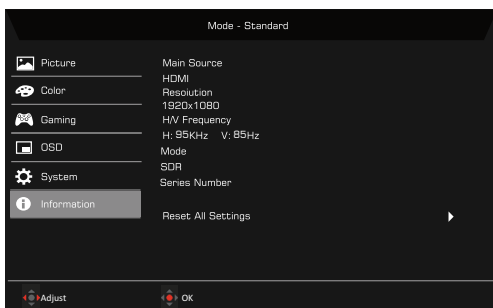 Mode - Standard
Picture
Color
Gaming
OSD
System
Information
Main Source
HDMI
Resoiution
1920x1080
H/V Frequency
H: 95KHz V: 85Hz
Mode
SDR
Series Number
Reset All Settings
Adjust
OK